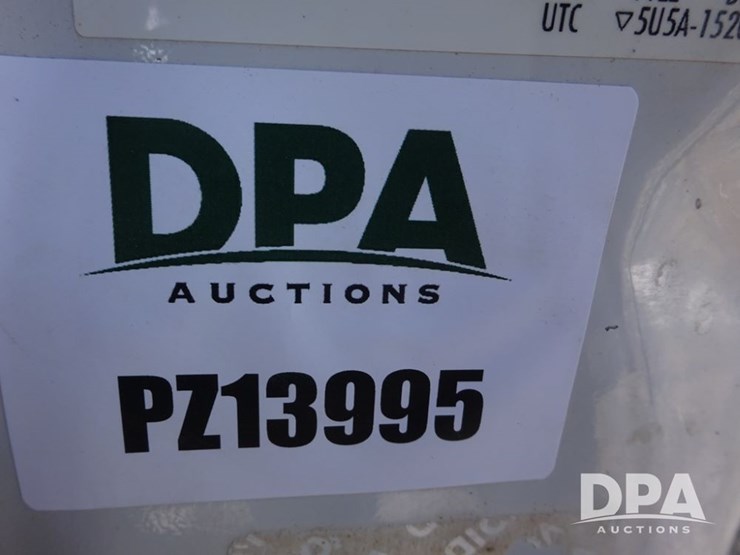 UTC ▽5U5A-152
DPA
AUCTIONS
PZ13995
DPA
AUCTIONS